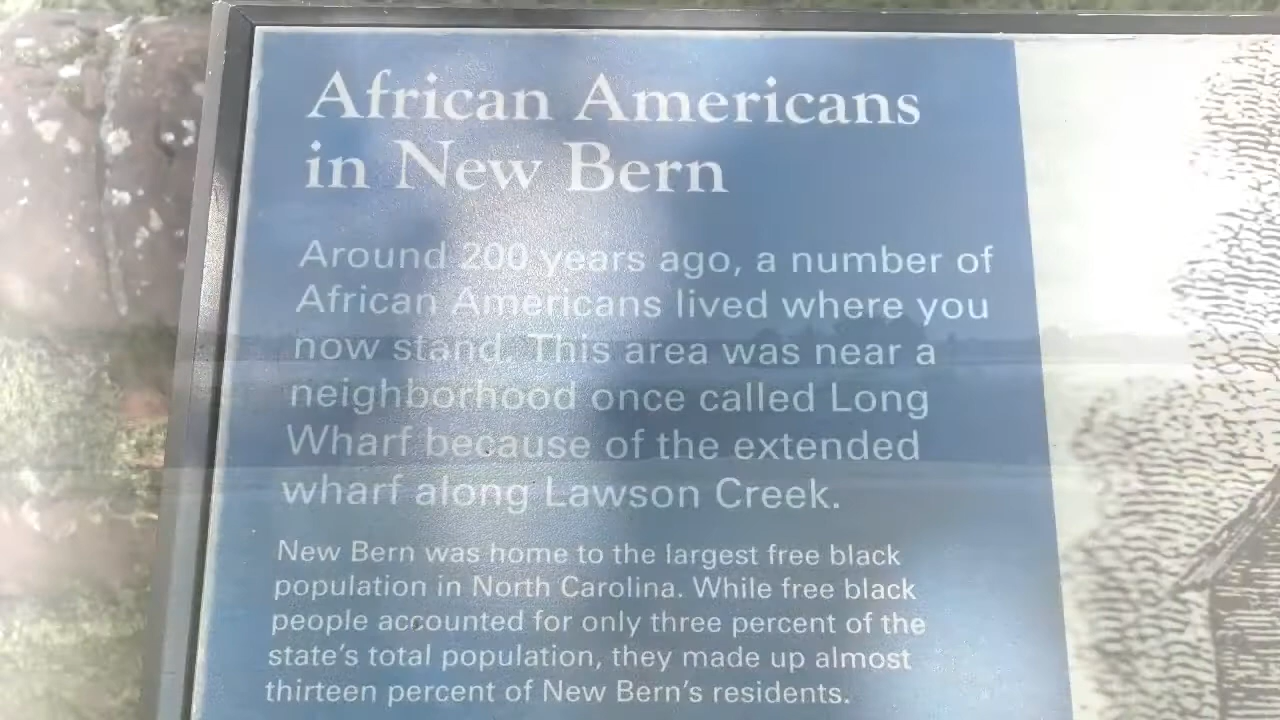 African Americans
in New Bern
Around 200 years ago, a number of
African Americans lived where you
now stand. This area was near a
neighborhood once called Long
Wharf because of the extended
wharf along Lawson Creek.
New Bern was home to the largest free black
population in North Carolina. While free black
people accounted for only three percent of the
state's total population, they made up almost
thirteen percent of New Bern's residents.